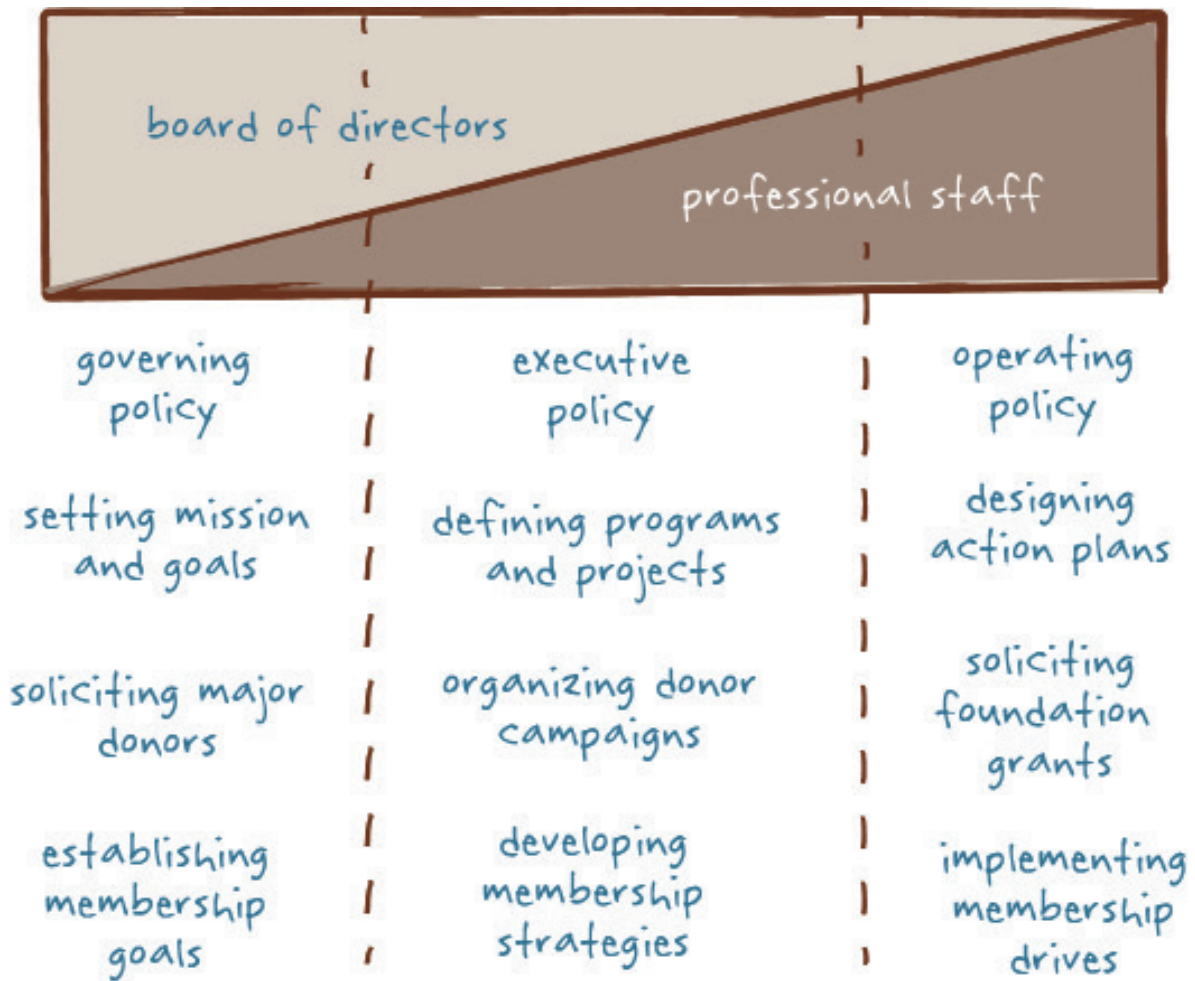 board of directors
professional staff
governing
policy
executive
policy
operating
policy
setting mission
and goals
defining programs
and projects
designing
action plans
soliciting major
donors
organizing donor
campaigns
soliciting
foundation
grants
establishing
membership
goals
developing
membership
strategies
implementing
membership
drives